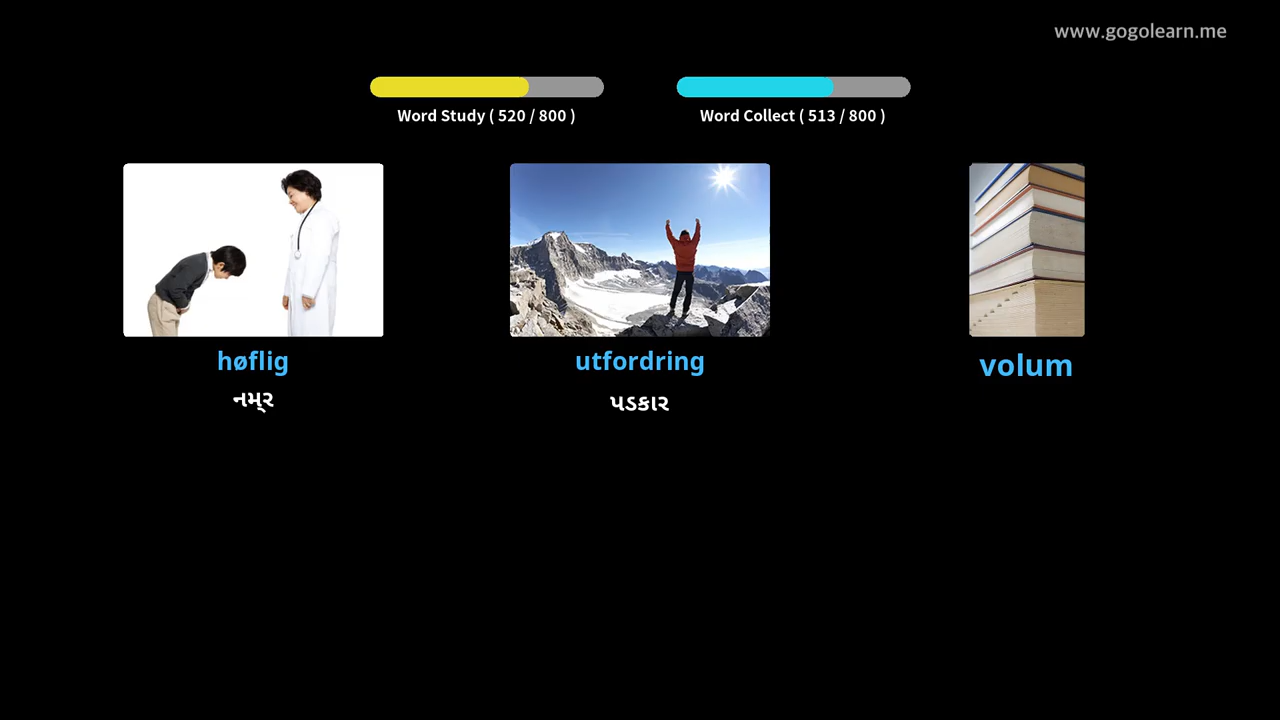 www.gogolearn.me
Word Study ( 520 / 800 )
Word Collect ( 513 / 800 )
høflig
utfordring
volum
નમ્ર
પડકાર